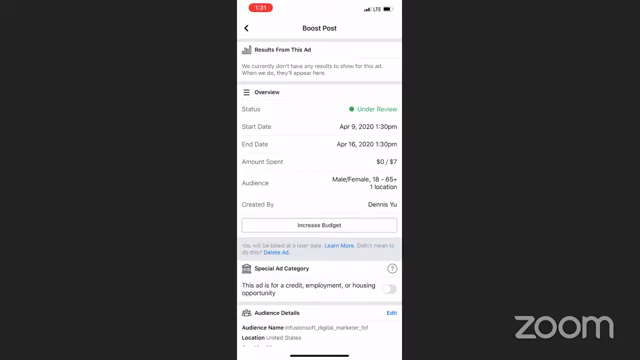 1:31
LTE
Boost Post
Results From This Ad
We currently don't have any results to show for this ad.
When we do, they'll appear here.
Overview
Status
Under Review
Start Date
Apr 9, 2020 1:30pm
End Date
Apr 16, 2020 1:30pm
Amount Spent
$0 / $7
Audience
Male/Female, 18 - 65+
1 location
Created By
Dennis Yu
Increase Budget
You will be billed at a later date. Learn More. Didn't mean to
do this? Delete Ad.
Special Ad Category
?
This ad is for a credit, employment, or housing
opportunity
Audience Details
Edit
Audience Name infusionsoft_digital_marketer_fof
Location United States
zoom